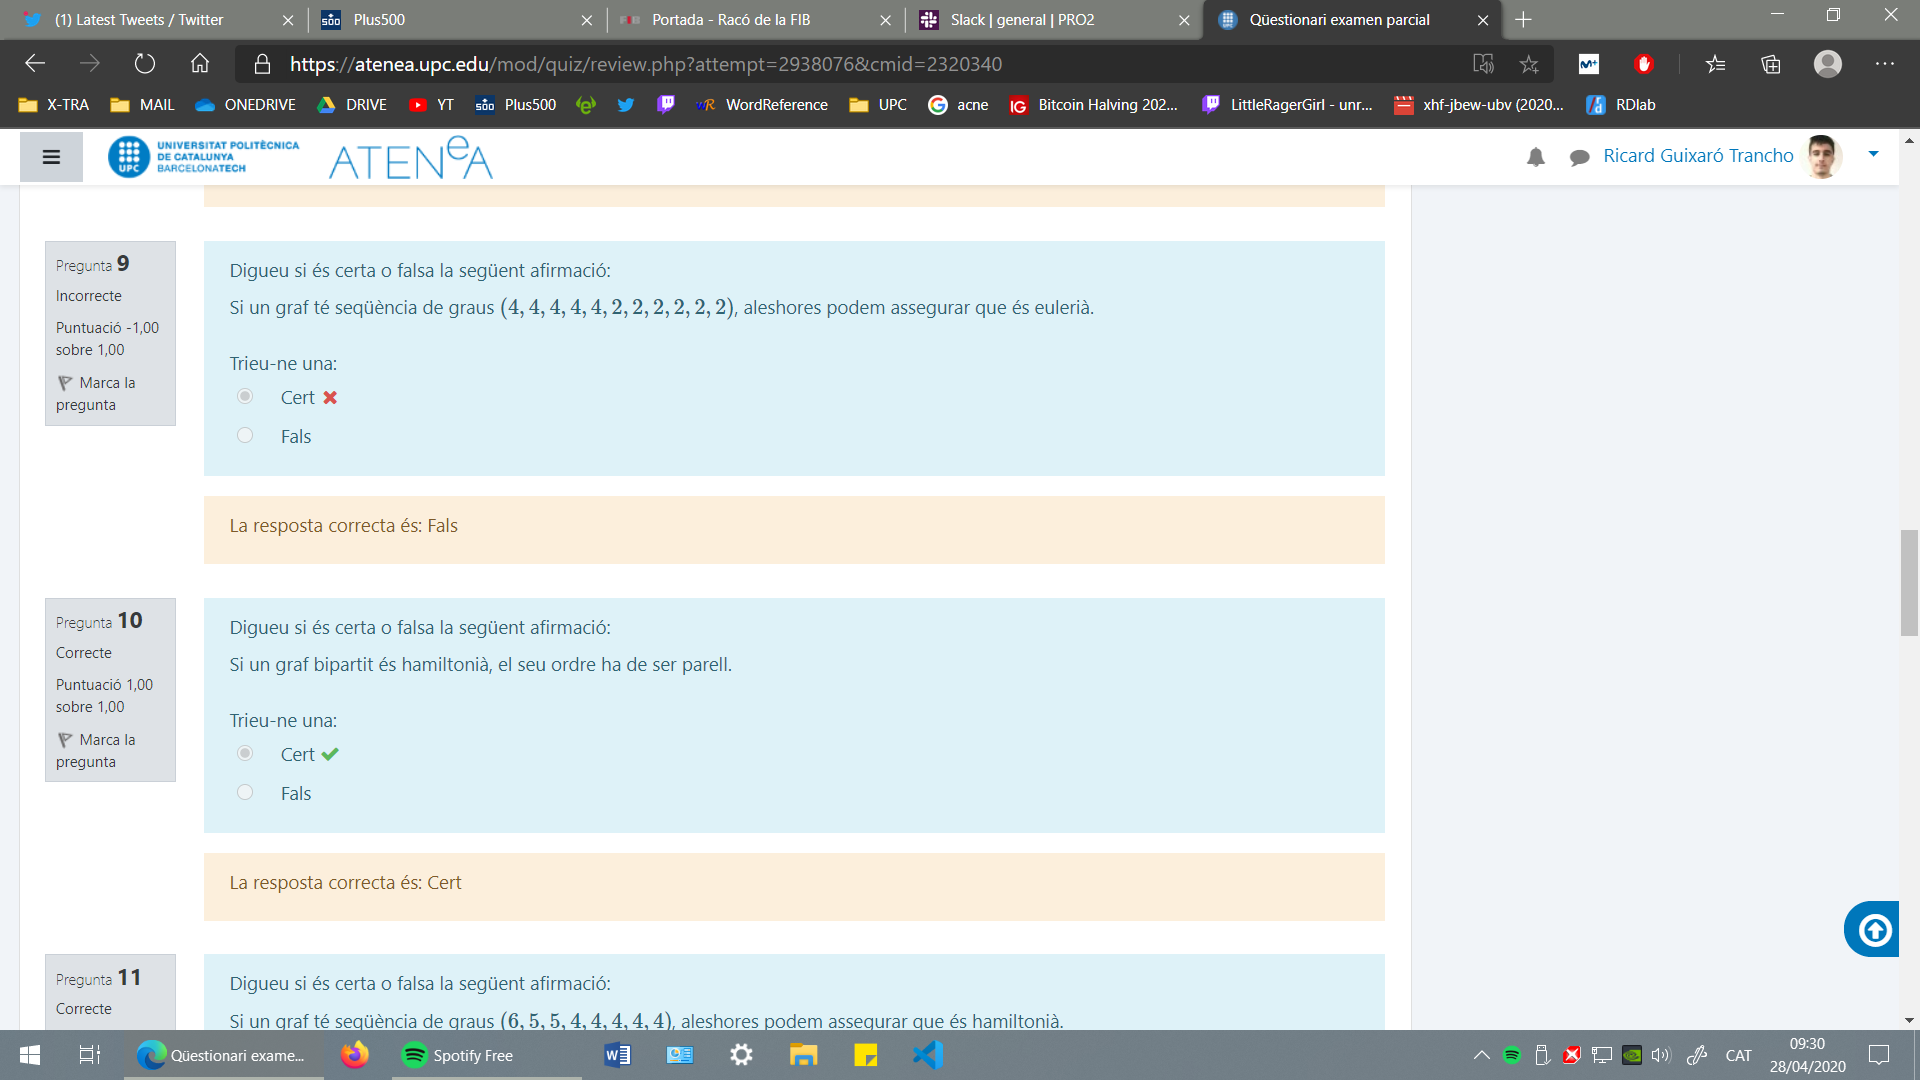 (1) Latest Tweets / Twitter
Plus500
Portada - Racó de la FIB
Slack | general | PRO2
Qüestionari examen parcial
https://atenea.upc.edu/mod/quiz/review.php?attempt=2938076&cmid=2320340
X-TRA
MAIL
ONEDRIVE
DRIVE
YT
Plus500
WordReference
UPC
acne
Bitcoin Halving 202...
LittleRagerGirl - unr...
xhf-jbew-ubv (2020...
RDlab
UPC
UNIVERSITAT POLITÈCNICA
DE CATALUNYA
BARCELONATECH
ATENeA
Ricard Guixaró Trancho
Pregunta 9
Incorrecte
Puntuació -1,00
sobre 1,00
Marca la
pregunta
Digueu si és certa o falsa la següent afirmació:
Si un graf té seqüència de graus (4, 4, 4, 4, 4, 2, 2, 2, 2, 2, 2), aleshores podem assegurar que és eulerià.
Trieu-ne una:
Cert
Fals
La resposta correcta és: Fals
Pregunta 10
Correcte
Puntuació 1,00
sobre 1,00
Marca la
pregunta
Digueu si és certa o falsa la següent afirmació:
Si un graf bipartit és hamiltonià, el seu ordre ha de ser parell.
Trieu-ne una:
Cert
Fals
La resposta correcta és: Cert
Pregunta 11
Correcte
Digueu si és certa o falsa la següent afirmació:
Si un graf té seqüència de graus (6, 5, 5, 4, 4, 4, 4, 4), aleshores podem assegurar que és hamiltonià.
Qüestionari exame...
Spotify Free
CAT
09:30
28/04/2020